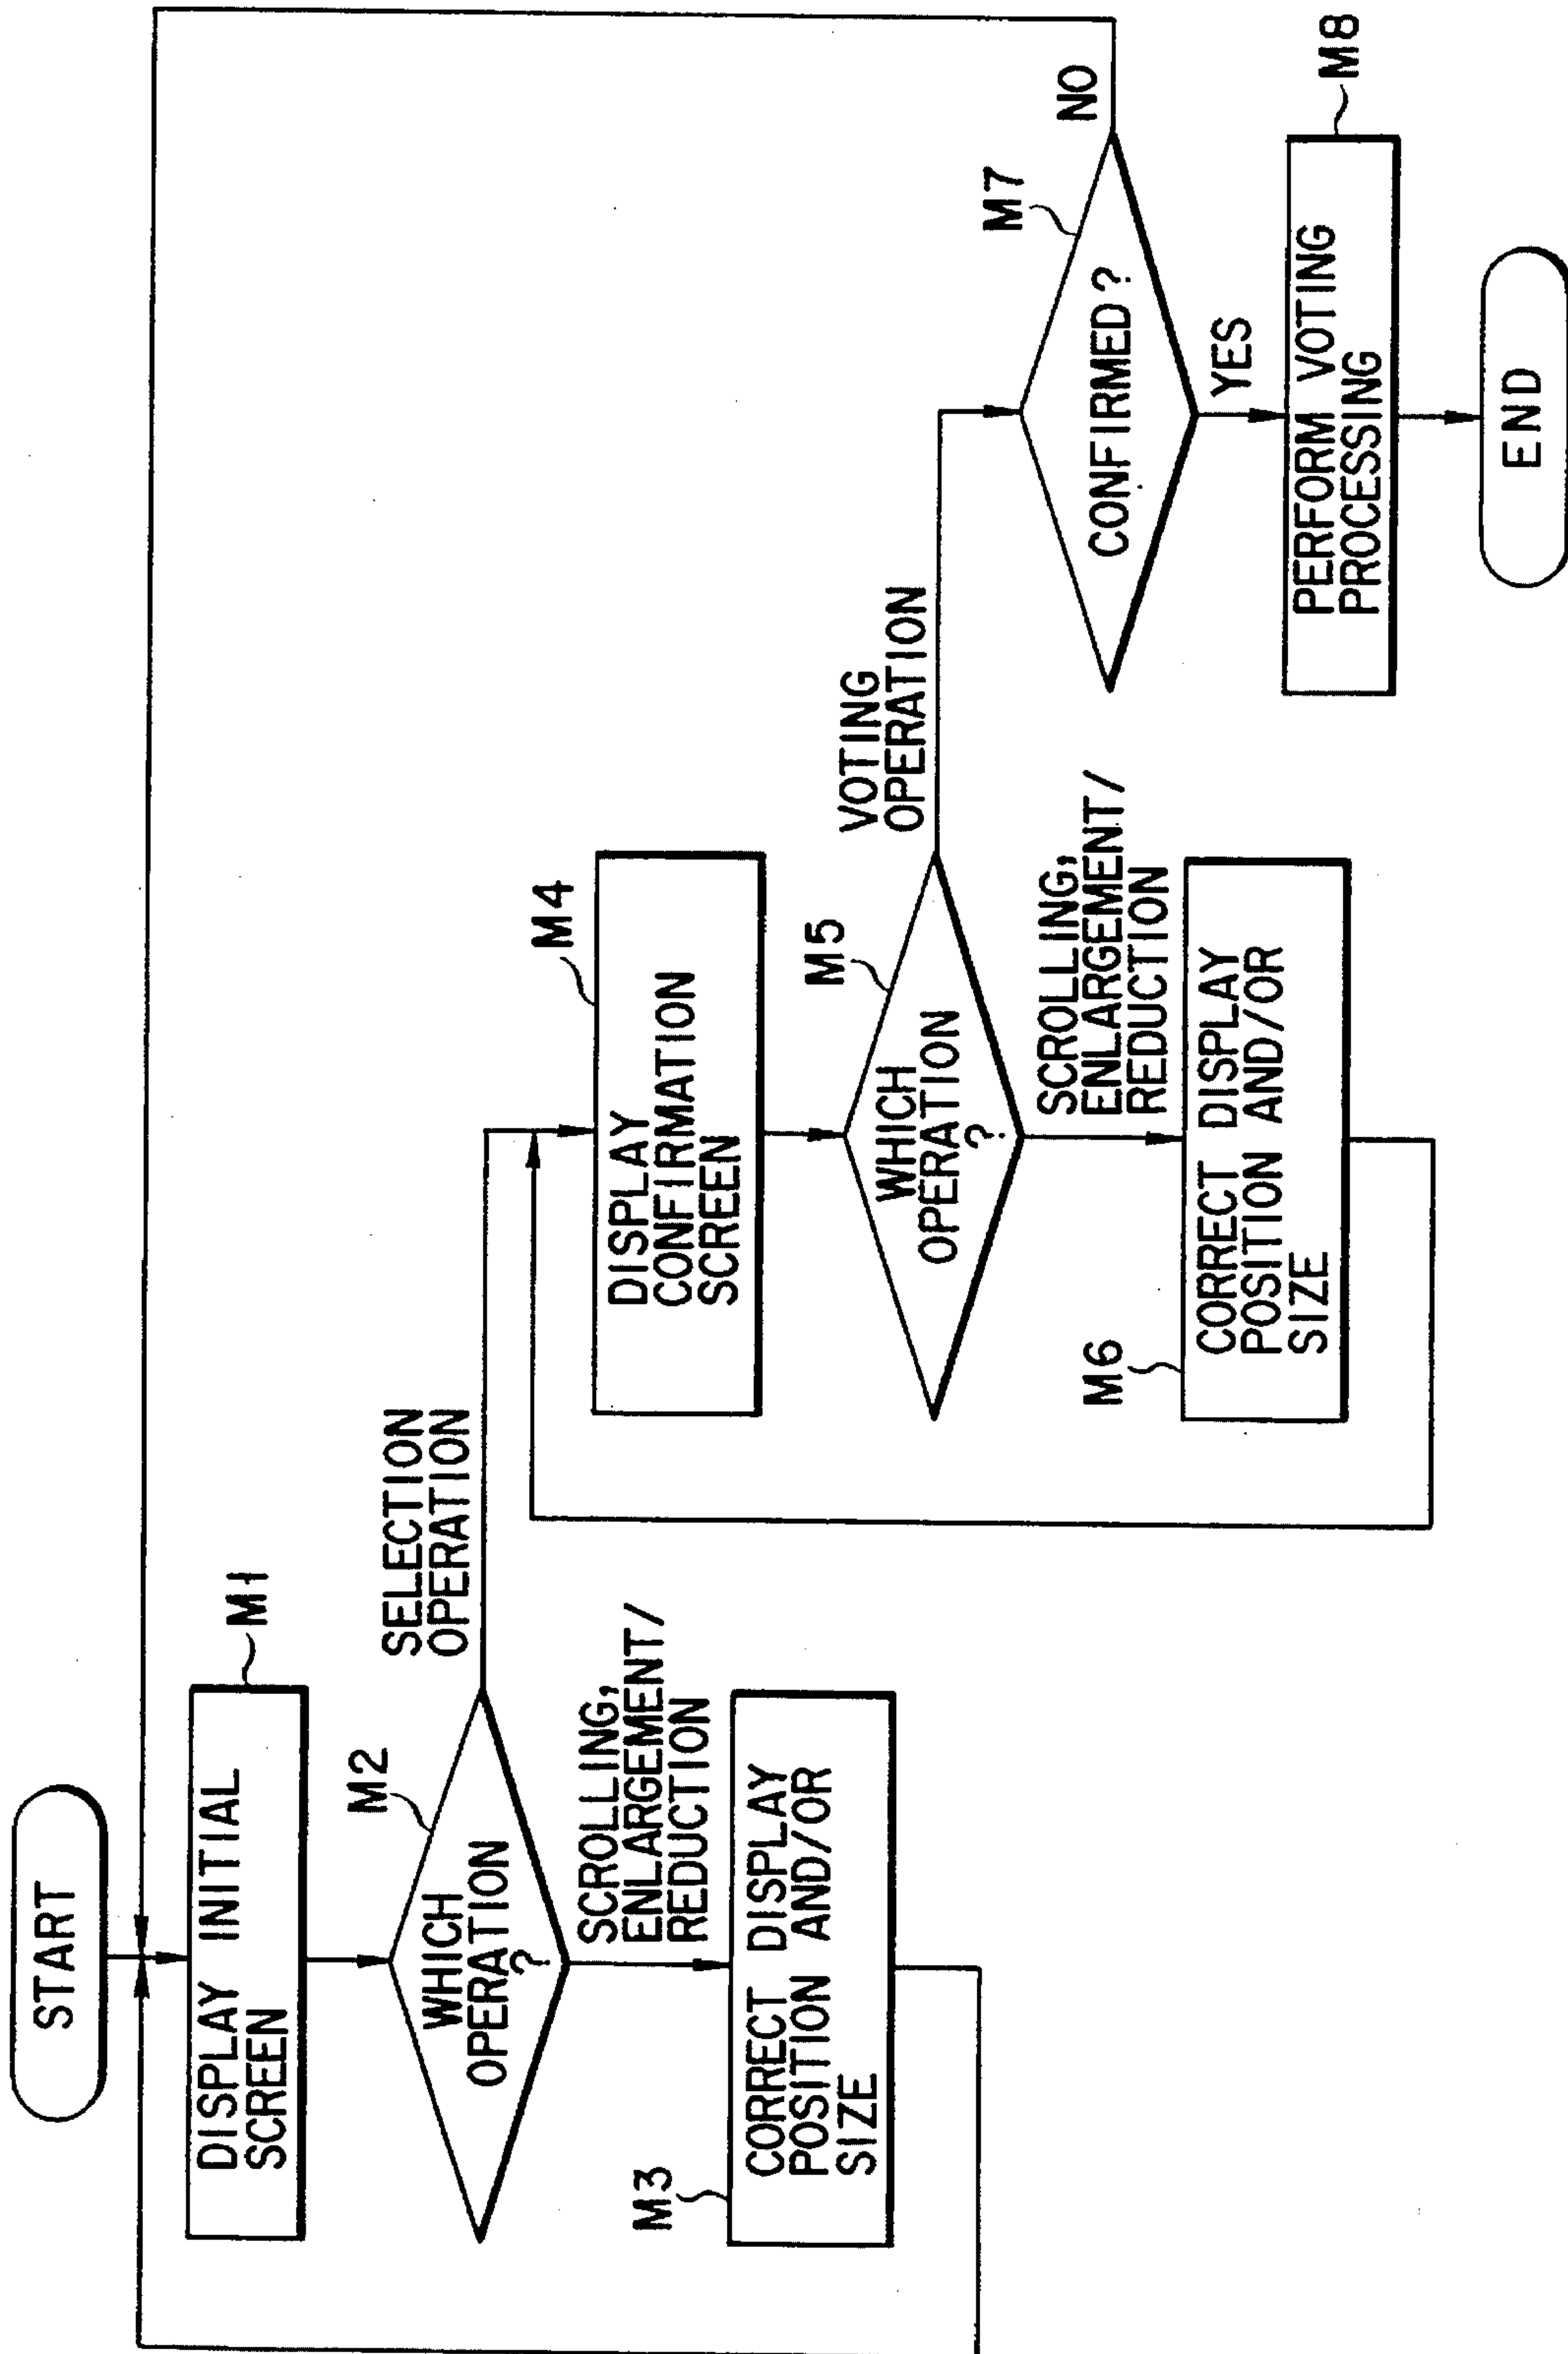 START
DISPLAY INITIAL
SCREEN
M1
WHICH
OPERATION
?
M2
SELECTION
OPERATION
SCROLLING,
ENLARGEMENT/
REDUCTION
M3
CORRECT DISPLAY
POSITION AND/OR
SIZE
M4
DISPLAY
CONFIRMATION
SCREEN
M5
WHICH
OPERATION
?
VOTING
OPERATION
SCROLLING,
ENLARGEMENT/
REDUCTION
M6
CORRECT DISPLAY
POSITION AND/OR
SIZE
M7
CONFIRMED?
NO
YES
M8
PERFORM VOTING
PROCESSING
END